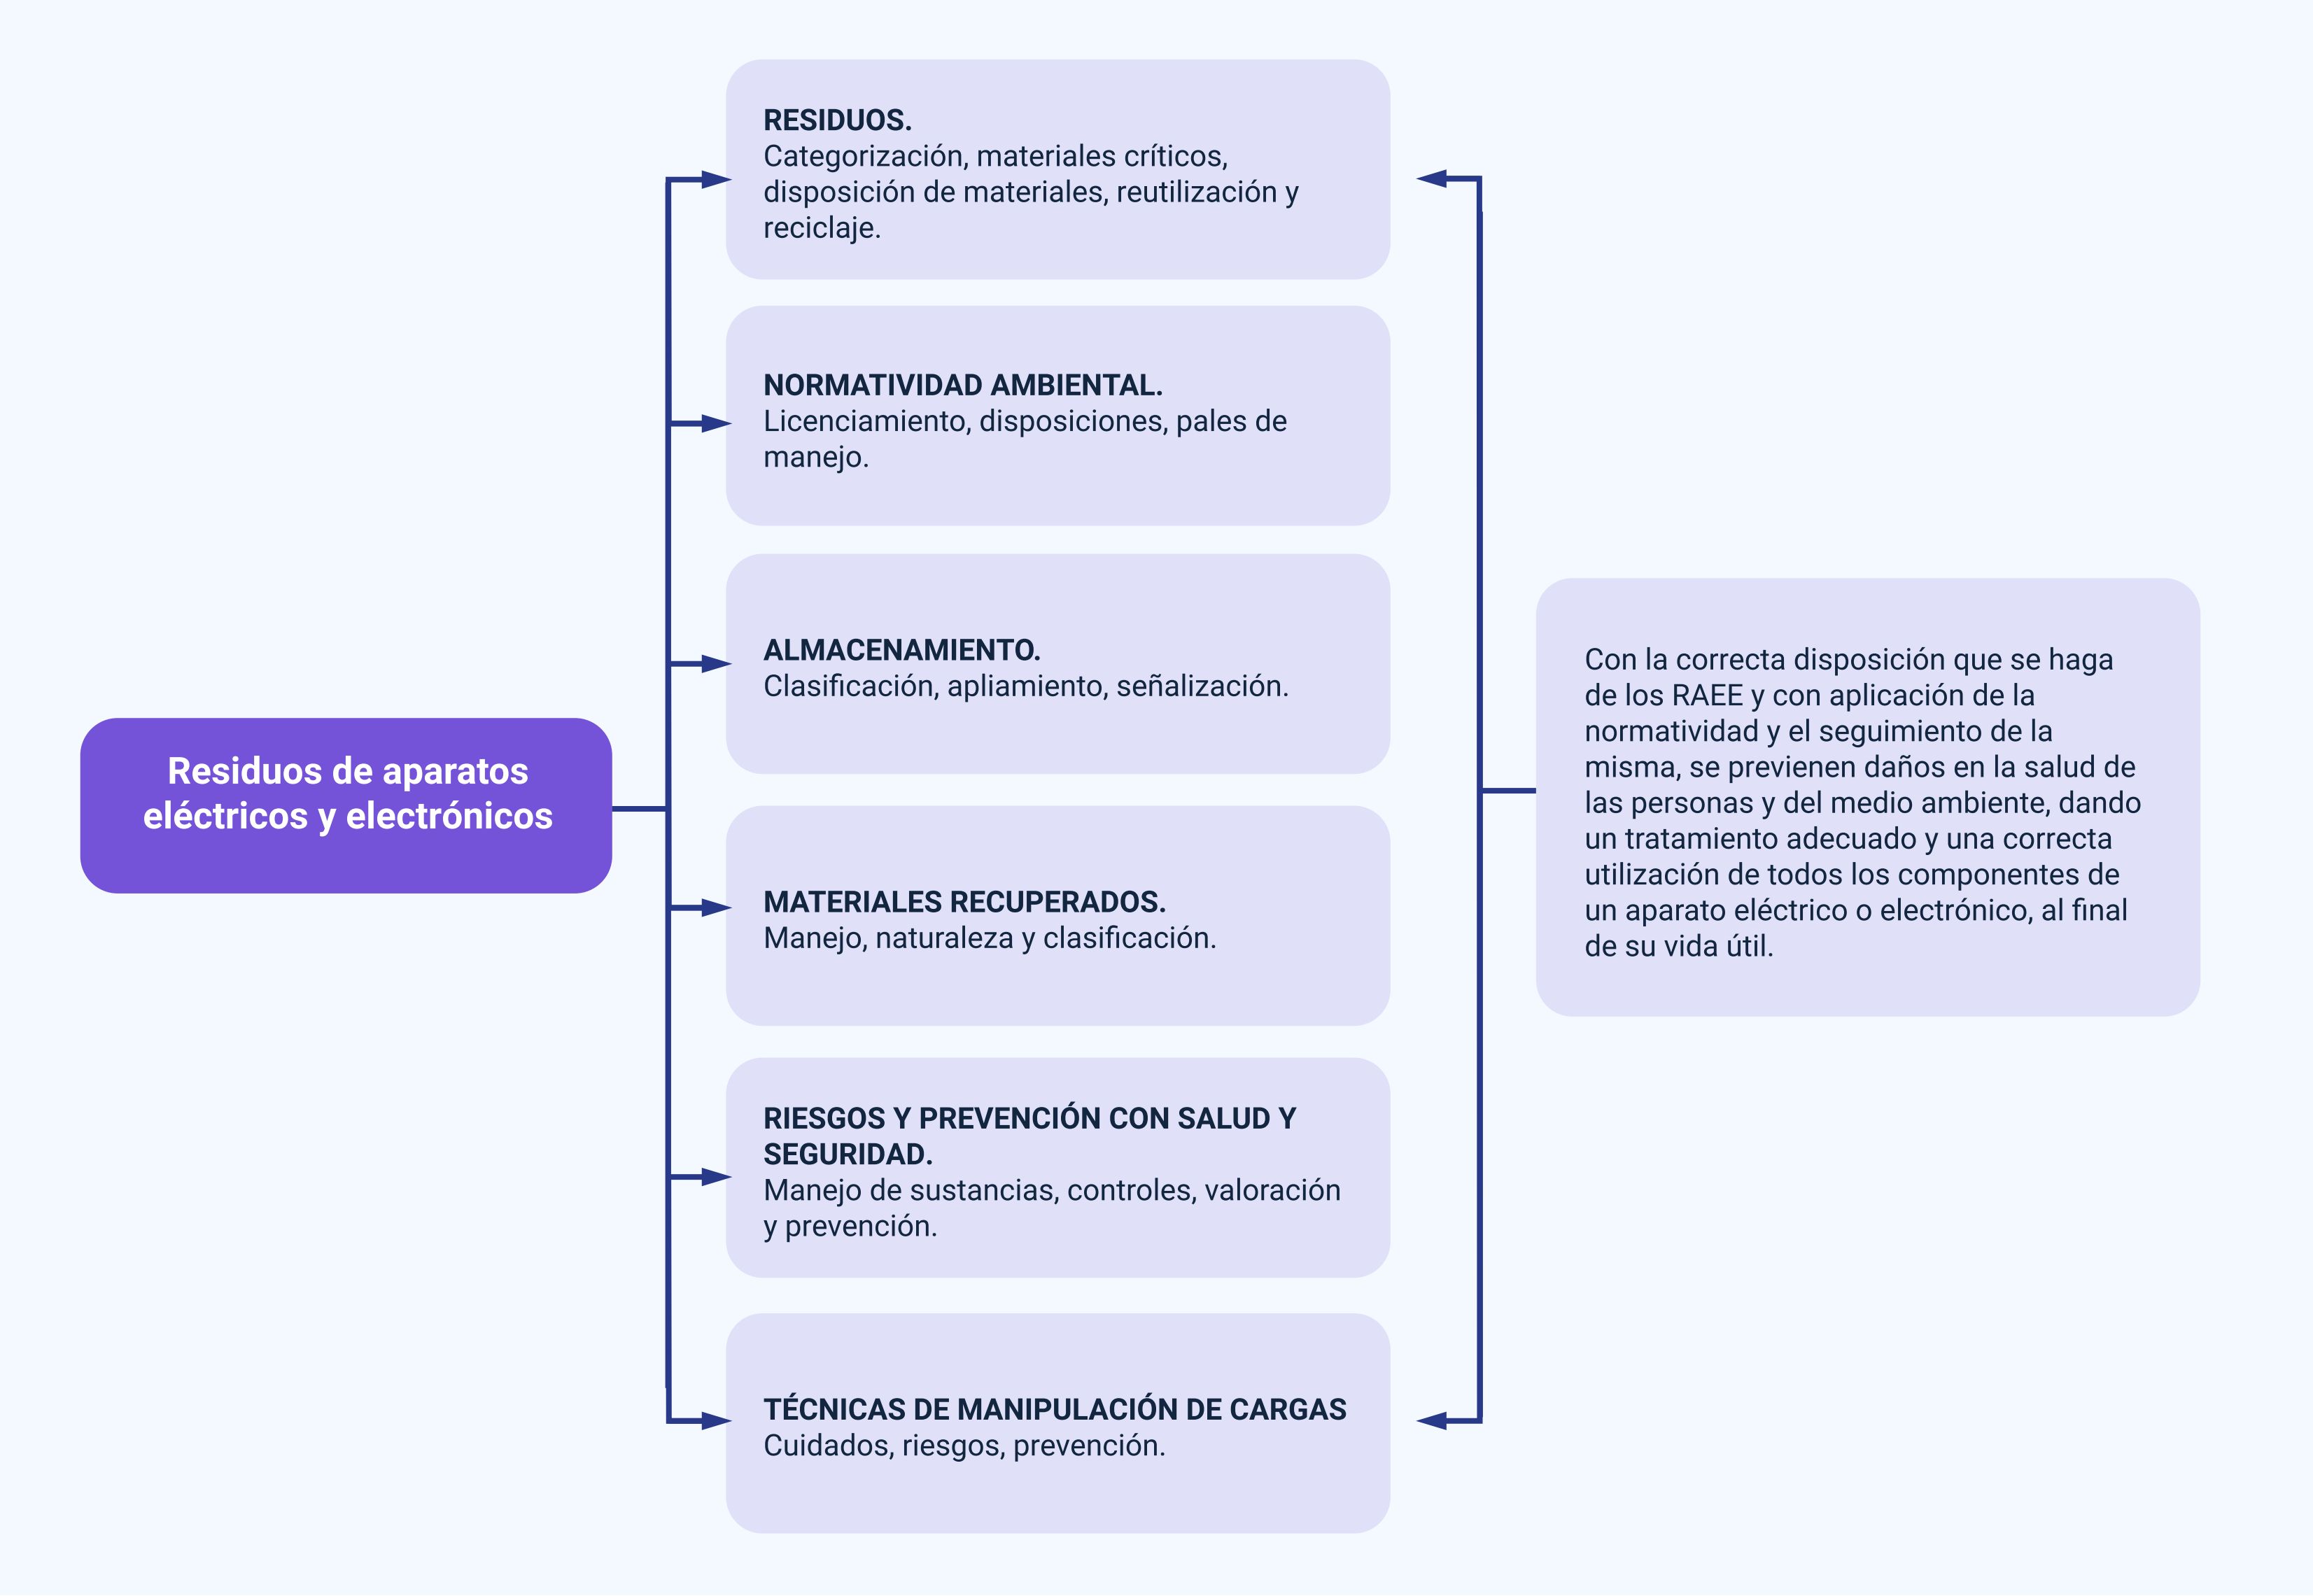 Residuos de aparatos
eléctricos y electrónicos
RESIDUOS.
Categorización, materiales críticos,
disposición de materiales, reutilización y
reciclaje.
NORMATIVIDAD AMBIENTAL.
Licenciamiento, disposiciones, pales de
manejo.
ALMACENAMIENTO.
Clasificación, apliamiento, señalización.
MATERIALES RECUPERADOS.
Manejo, naturaleza y clasificación.
RIESGOS Y PREVENCIÓN CON SALUD Y
SEGURIDAD.
Manejo de sustancias, controles, valoración
y prevención.
TÉCNICAS DE MANIPULACIÓN DE CARGAS
Cuidados, riesgos, prevención.
Con la correcta disposición que se haga
de los RAEE y con aplicación de la
normatividad y el seguimiento de la
misma, se previenen daños en la salud de
las personas y del medio ambiente, dando
un tratamiento adecuado y una correcta
utilización de todos los componentes de
un aparato eléctrico o electrónico, al final
de su vida útil.